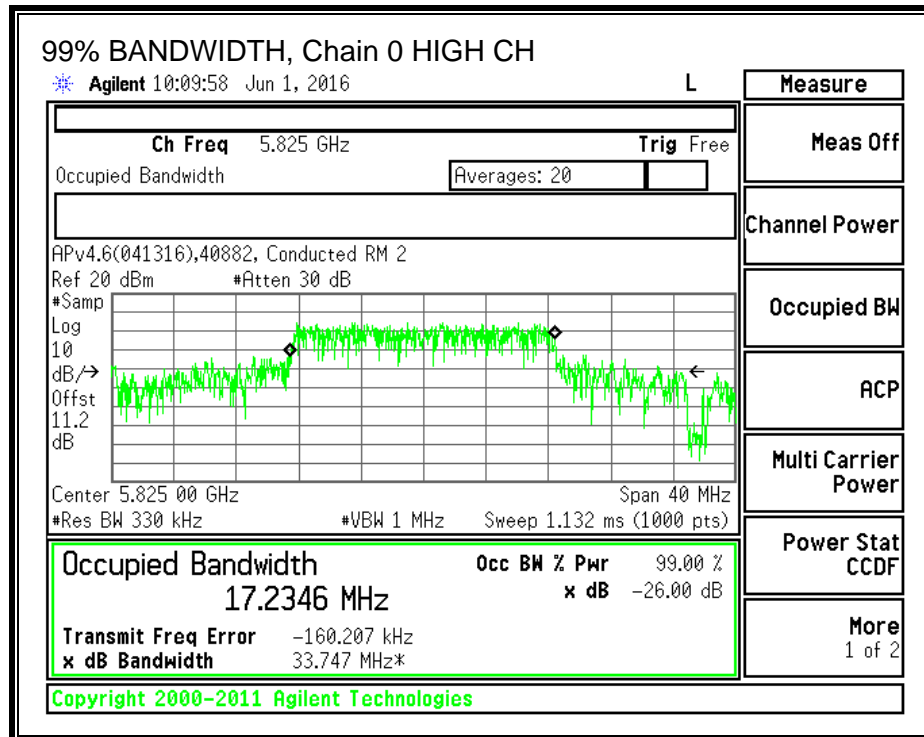 99% BANDWIDTH, Chain 0 HIGH CH
Agilent 10:09:58 Jun 1, 2016 L
Ch Freq 5.825 GHz Trig Free
Occupied Bandwidth Averages: 20
APv4.6(041316),40882, Conducted RM 2
Ref 20 dBm #Atten 30 dB
#Samp
Log
10
dB/
Offst
11.2
dB
Center 5.825 00 GHz Span 40 MHz
#Res BW 330 kHz #VBW 1 MHz Sweep 1.132 ms (1000 pts)
Occupied Bandwidth Occ BW % Pwr 99.00 %
17.2346 MHz x dB -26.00 dB
Transmit Freq Error -160.207 kHz
x dB Bandwidth 33.747 MHz*
Copyright 2000-2011 Agilent Technologies
Measure
Meas Off
Channel Power
Occupied BW
ACP
Multi Carrier
Power
Power Stat
CCDF
More
1 of 2